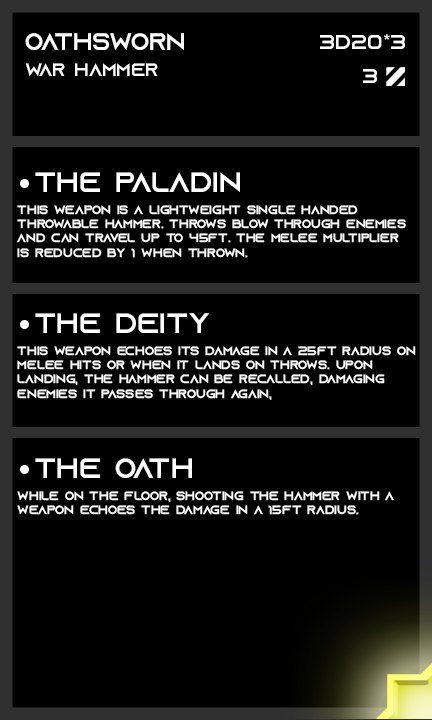 OATHSWORN
3D20*3
WAR HAMMER
3
•THE PALADIN
THIS WEAPON IS A LIGHTWEIGHT SINGLE HANDED
THROWABLE HAMMER. THROWS BLOW THROUGH ENEMIES
AND CAN TRAVEL UP TO 45FT. THE MELEE MULTIPLIER
IS REDUCED BY 1 WHEN THROWN.
•THE DEITY
THIS WEAPON ECHOES ITS DAMAGE IN A 25FT RADIUS ON
MELEE HITS OR WHEN IT LANDS ON THROWS. UPON
LANDING, THE HAMMER CAN BE RECALLED, DAMAGING
ENEMIES IT PASSES THROUGH AGAIN,
•THE OATH
WHILE ON THE FLOOR, SHOOTING THE HAMMER WITH A
WEAPON ECHOES THE DAMAGE IN A 15FT RADIUS.